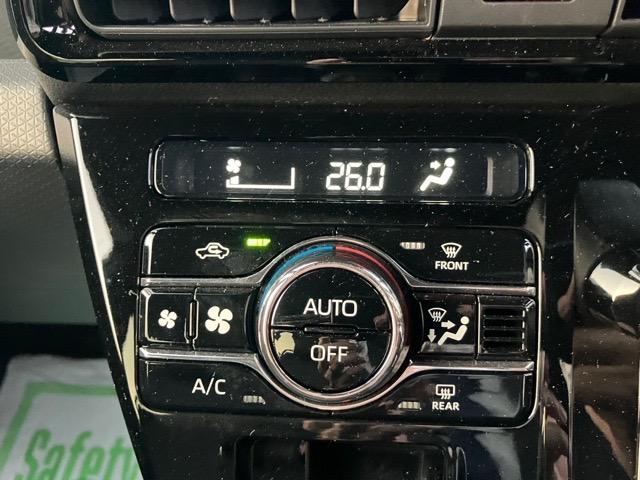 26.0
FRONT
AUTO
OFF
A/C
REAR
Safety